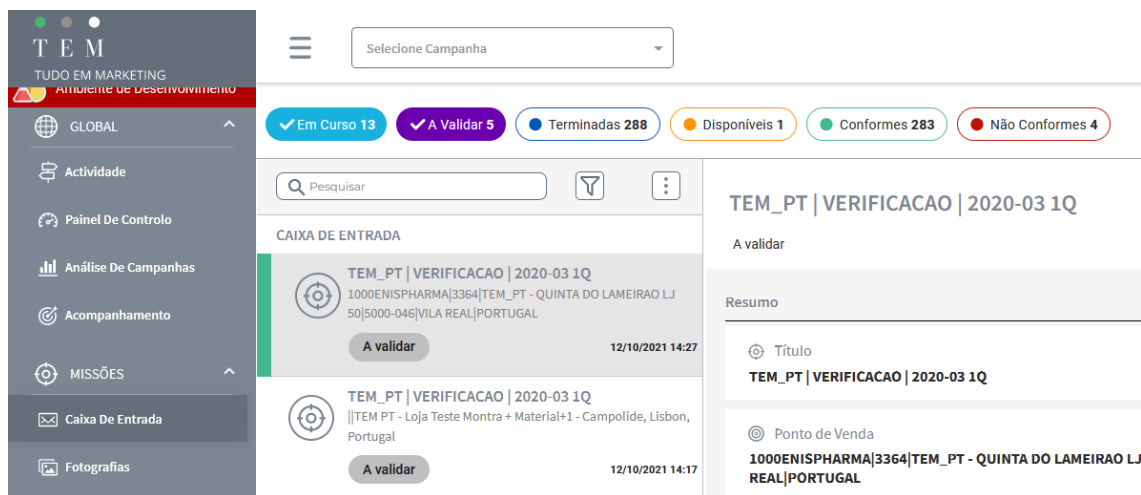 T E M
TUDO EM MARKETING
Ambiente de Desenvolvimento
GLOBAL
Actividade
Painel De Controlo
Análise De Campanhas
Acompanhamento
MISSÕES
Caixa De Entrada
Fotografias
Selecione Campanha
Em Curso 13
A Validar 5
Terminadas 288
Disponíveis 1
Conformes 283
Não Conformes 4
Pesquisar
CAIXA DE ENTRADA
TEM_PT | VERIFICACAO | 2020-03 1Q
1000ENISPHARMA|3364|TEM_PT - QUINTA DO LAMEIRAO LJ
50|5000-046|VILA REAL|PORTUGAL
A validar
12/10/2021 14:27
TEM_PT | VERIFICACAO | 2020-03 1Q
||TEM PT - Loja Teste Montra + Material+1 - Campolide, Lisbon,
Portugal
A validar
12/10/2021 14:17
TEM_PT | VERIFICACAO | 2020-03 1Q
A validar
Resumo
Título
TEM_PT | VERIFICACAO | 2020-03 1Q
Ponto de Venda
1000ENISPHARMA|3364|TEM_PT - QUINTA DO LAMEIRAO LJ
REAL|PORTUGAL